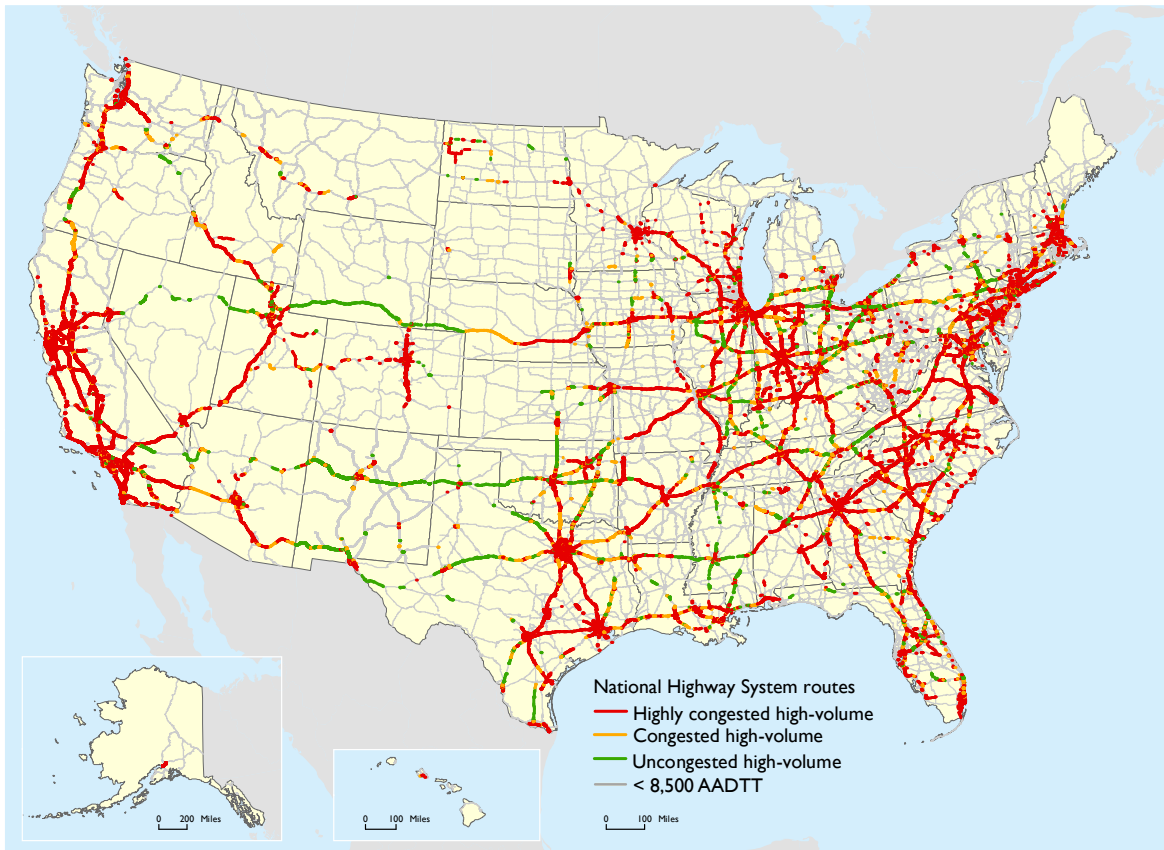 National Highway System routes
Highly congested high-volume
Congested high-volume
Uncongested high-volume
< 8,500 AADTT
0 200 Miles
0 100 Miles
0 100 Miles